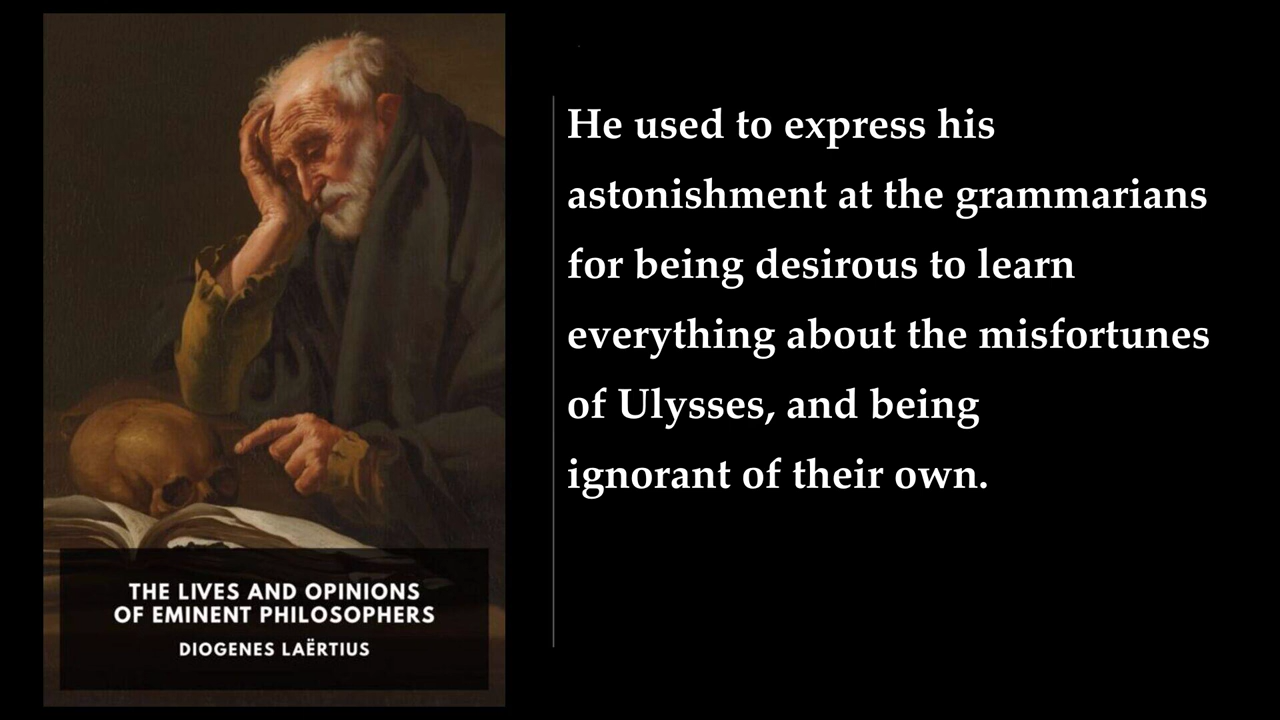 He used to express his
astonishment at the grammarians
for being desirous to learn
everything about the misfortunes
of Ulysses, and being
ignorant of their own.
THE LIVES AND OPINIONS
OF EMINENT PHILOSOPHERS
DIOGENES LAËRTIUS